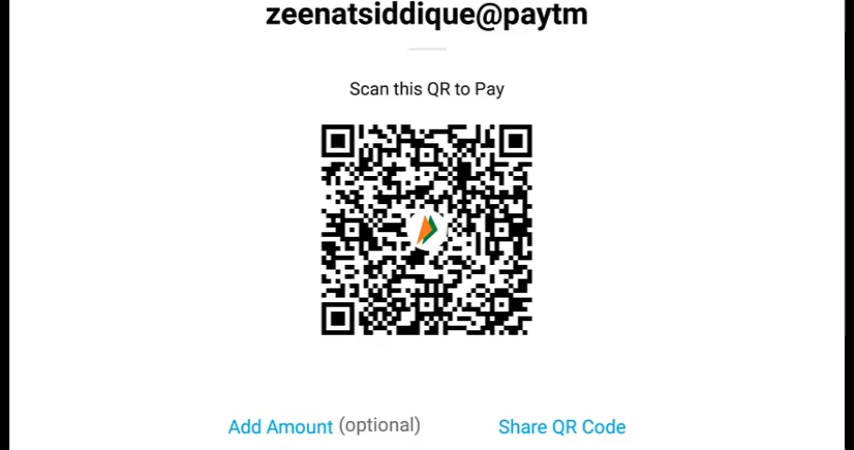 zeenatsiddique@paytm
Scan this QR to Pay
Add Amount (optional) Share QR Code